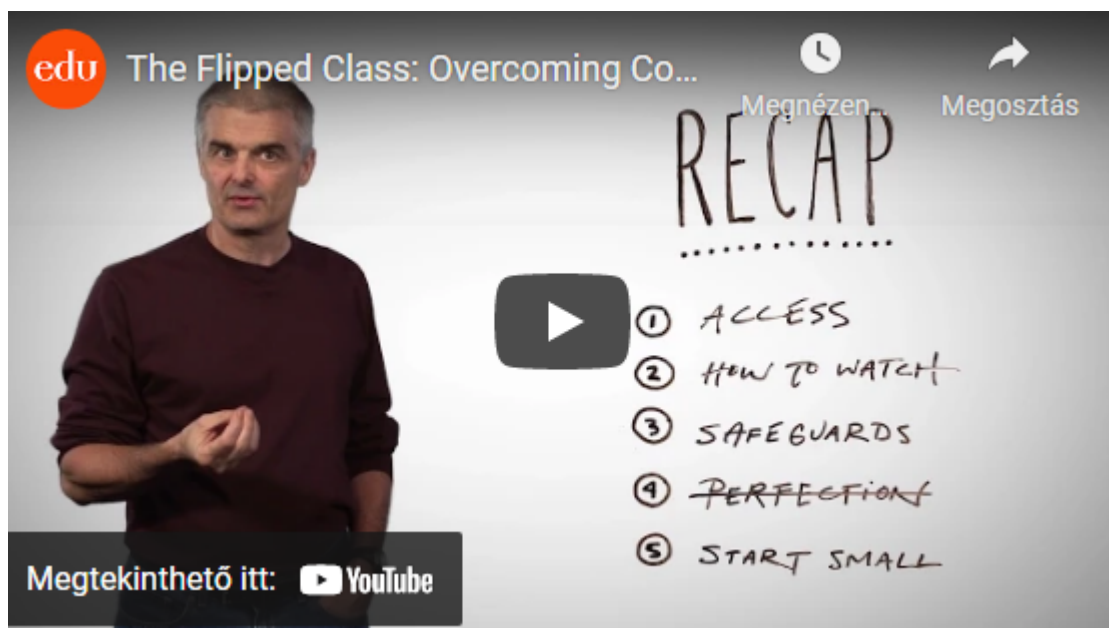 edu The Flipped Class: Overcoming Co...
Megnézen...
Megosztás
RECAP
1 ACCESS
2 HOW TO WATCH
3 SAFEGUARDS
4 PERFECTION
5 START SMALL
Megtekinthető itt: YouTube